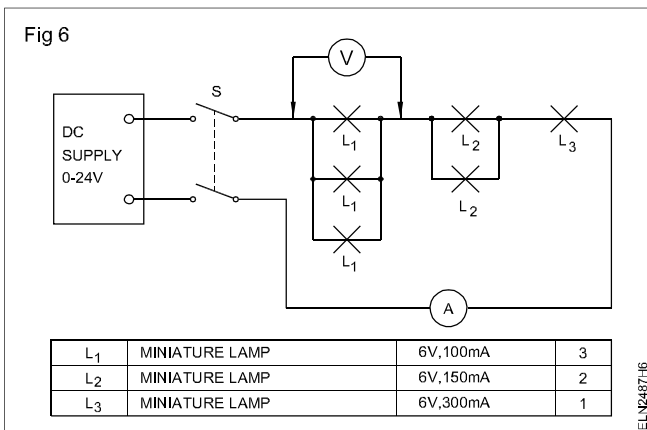 Fig 6
V
S
DC
SUPPLY
0-24V
L1
L2
L3
L1
L2
L1
A
L1 MINIATURE LAMP 6V,100mA 3
L2 MINIATURE LAMP 6V,150mA 2
L3 MINIATURE LAMP 6V,300mA 1
ELN2487H6